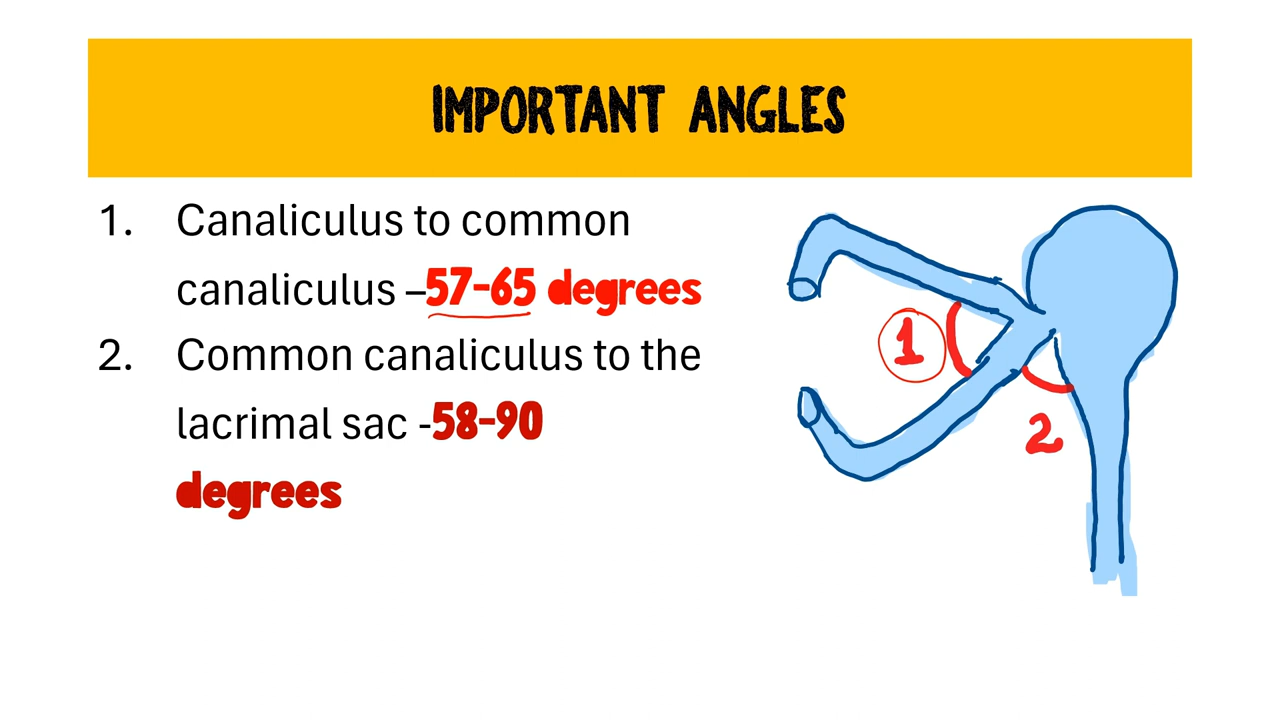 IMPORTANT ANGLES
1. Canaliculus to common
canaliculus –57-65 degrees
2. Common canaliculus to the
lacrimal sac -58-90
degrees
1
2